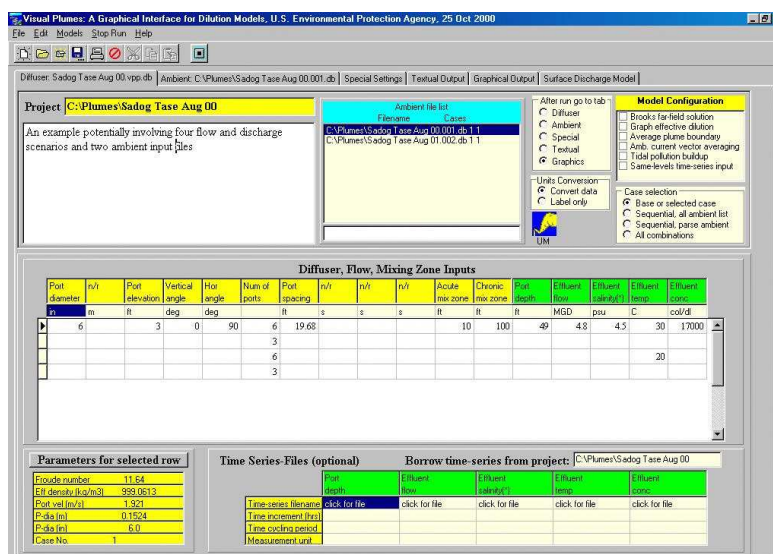 Visual Plumes: A Graphical Interface for Dilution Models, U.S. Environmental Protection Agency, 25 Oct 2000
File Edit Models Stop Run Help
Diffuser: Sadog Tase Aug 00.vpp.db Ambient: C:\Plumes\Sadog Tase Aug 00.001.db Special Settings Textual Output Graphical Output Surface Discharge Model
Project C:\Plumes\Sadog Tase Aug 00
An example potentially involving four flow and discharge
scenarios and two ambient input files
Ambient file list
Filename Cases
C:\Plumes\Sadog Tase Aug 00.001.db 1 1
C:\Plumes\Sadog Tase Aug 01.002.db 1 1
After run go to tab
Diffuser
Ambient
Special
Textual
Graphics
Units Conversion
Convert data
Label only
UM
Model Configuration
Brooks far-field solution
Graph effective dilution
Average plume boundary
Amb. current vector averaging
Tidal pollution buildup
Same-levels time-series input
Case selection
Base or selected case
Sequential, all ambient list
Sequential, parse ambient
All combinations
Diffuser, Flow, Mixing Zone Inputs
Port n/r Port Vertical Hor Num of Port n/r n/r n/r Acute Chronic Port Effluent Effluent Effluent Effluent
diameter elevation angle angle ports spacing mix zone mix zone depth flow salinity(*) temp conc
in m ft deg deg ft s s s ft ft ft MGD psu C col/dl
6 3 0 90 6 19.68 10 100 49 4.8 4.5 30 17000
3
6 20
3
Parameters for selected row
Froude number 11.64
Eff density (kg/m3) 999.0613
Port vel (m/s) 1.921
P-dia (m) 0.1524
P-dia (in) 6.0
Case No. 1
Time Series-Files (optional) Borrow time-series from project: C:\Plumes\Sadog Tase Aug 00
Port Effluent Effluent Effluent Effluent
depth flow salinity(*) temp conc
Time-series filename click for file click for file click for file click for file click for file
Time increment (hrs)
Time cycling period
Measurement unit